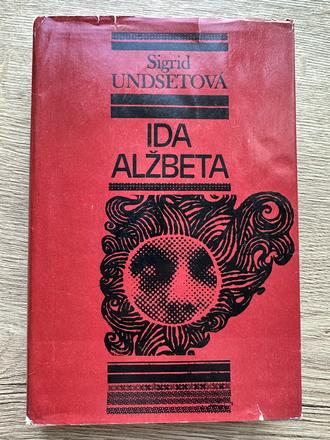 Sigrid
UNDSETOVÁ
IDA
ALŽBETA